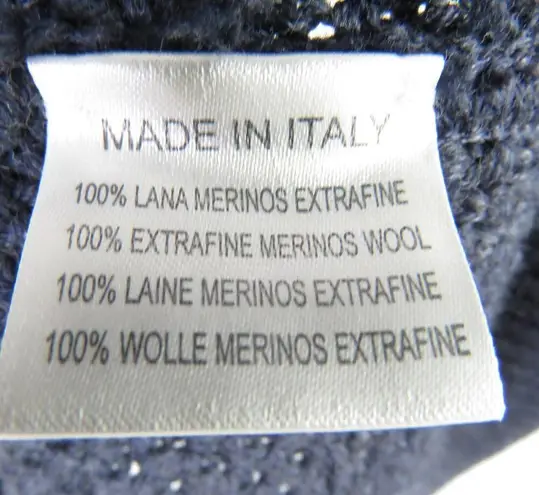 MADE IN ITALY
100% LANA MERINOS EXTRAFINE
100% EXTRAFINE MERINOS WOOL
100% LAINE MERINOS EXTRAFINE
100% WOLLE MERINOS EXTRAFINE